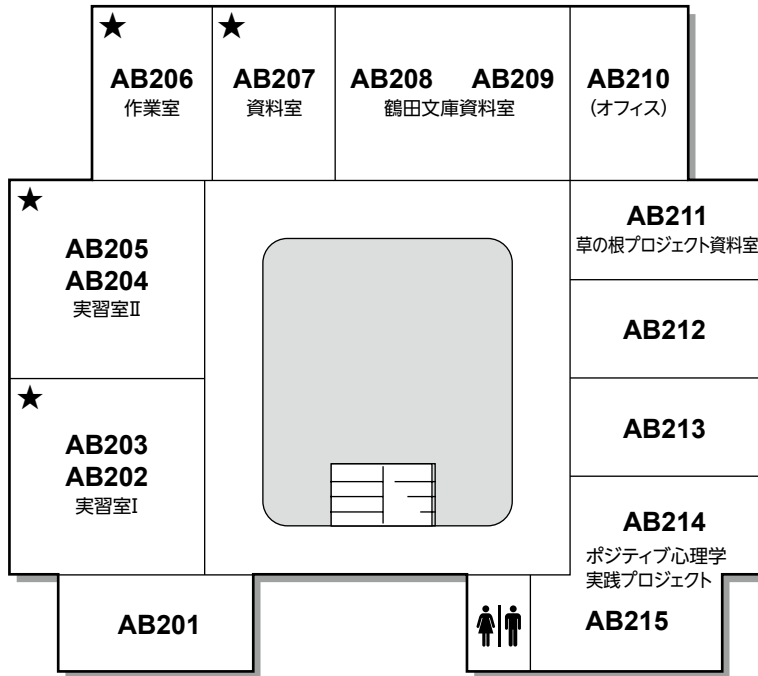 ★
★
AB206
作業室
AB207
資料室
AB208 AB209
鶴田文庫資料室
AB210
(オフィス)
★
AB205
AB204
実習室Ⅱ
AB211
草の根プロジェクト資料室
AB212
★
AB203
AB202
実習室Ⅰ
AB213
AB214
ポジティブ心理学
実践プロジェクト
AB215
AB201